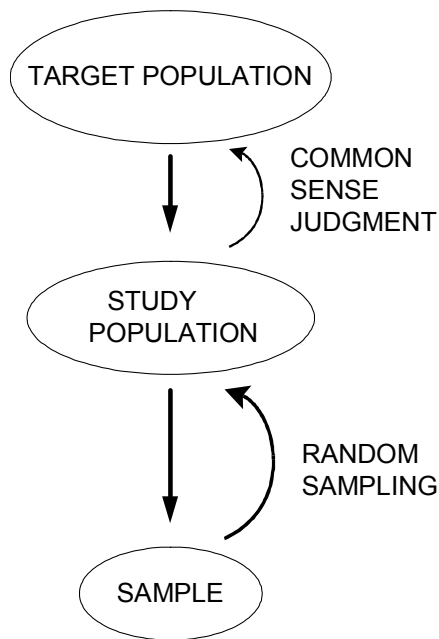 TARGET POPULATION
COMMON
SENSE
JUDGMENT
STUDY
POPULATION
RANDOM
SAMPLING
SAMPLE